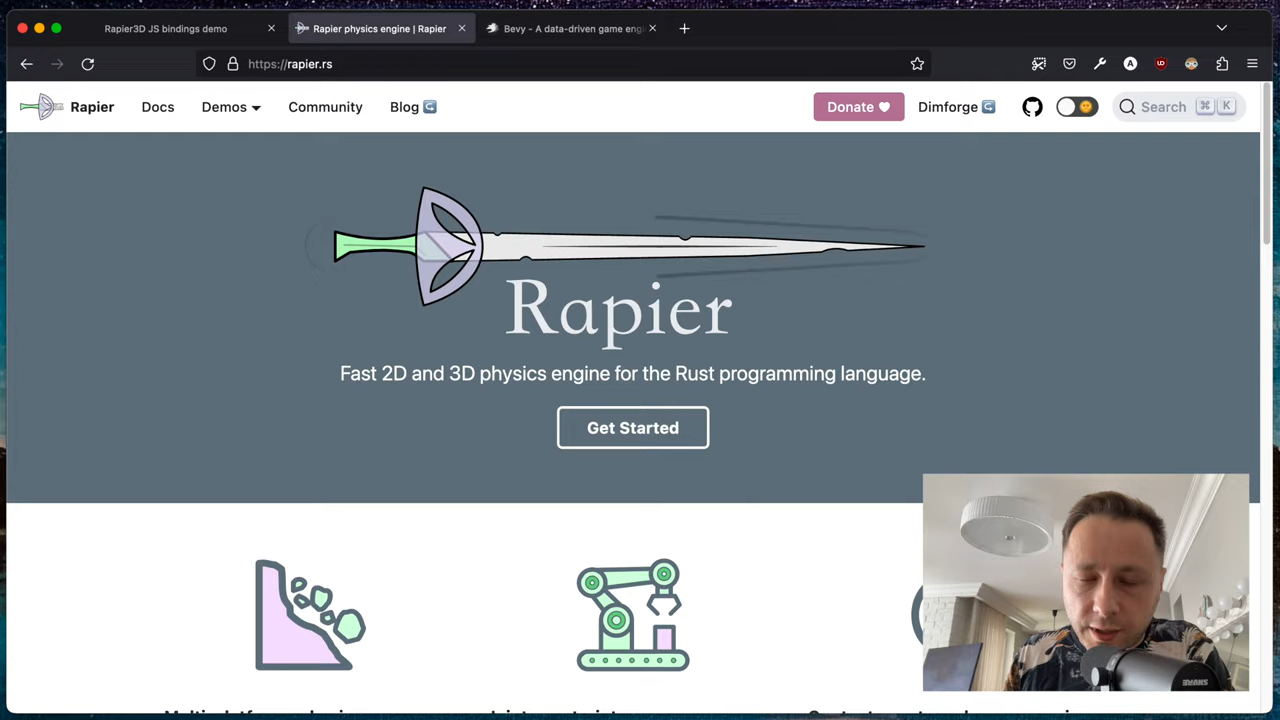 Rapier3D JS bindings demo
Rapier physics engine | Rapier
Bevy - A data-driven game eng
https://rapier.rs
Rapier
Docs
Demos
Community
Blog
Donate
Dimforge
Search
K
Rapier
Fast 2D and 3D physics engine for the Rust programming language.
Get Started
SHURE